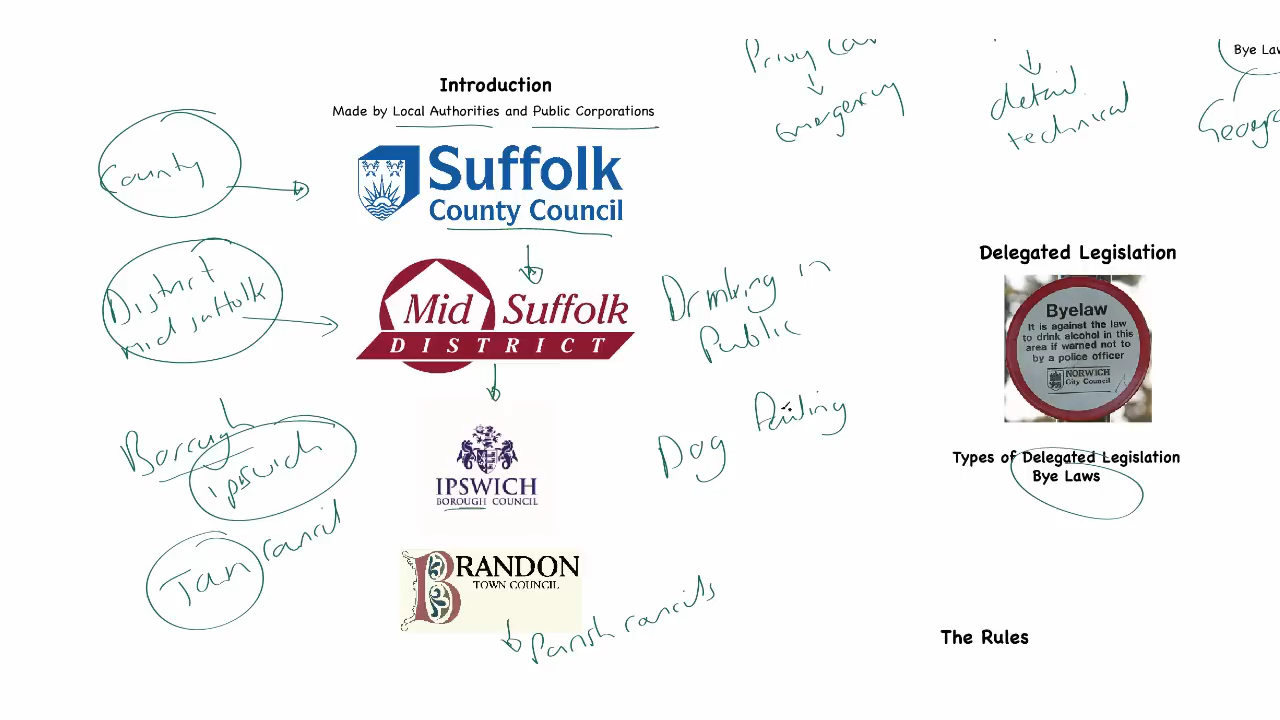 Introduction
Made by Local Authorities and Public Corporations
County
Suffolk
County Council
District
mid suffolk
Mid Suffolk
DISTRICT
Borough
Ipswich
IPSWICH
BOROUGH COUNCIL
Town council
BRANDON
TOWN COUNCIL
Parish councils
Drinking in
Public
Dog
Emergency
detail
technical
Bye Law
Delegated Legislation
Byelaw
It is against the law
to drink alcohol in this
area if warned not to
by a police officer
NORWICH
City Council
Types of Delegated Legislation
Bye Laws
The Rules